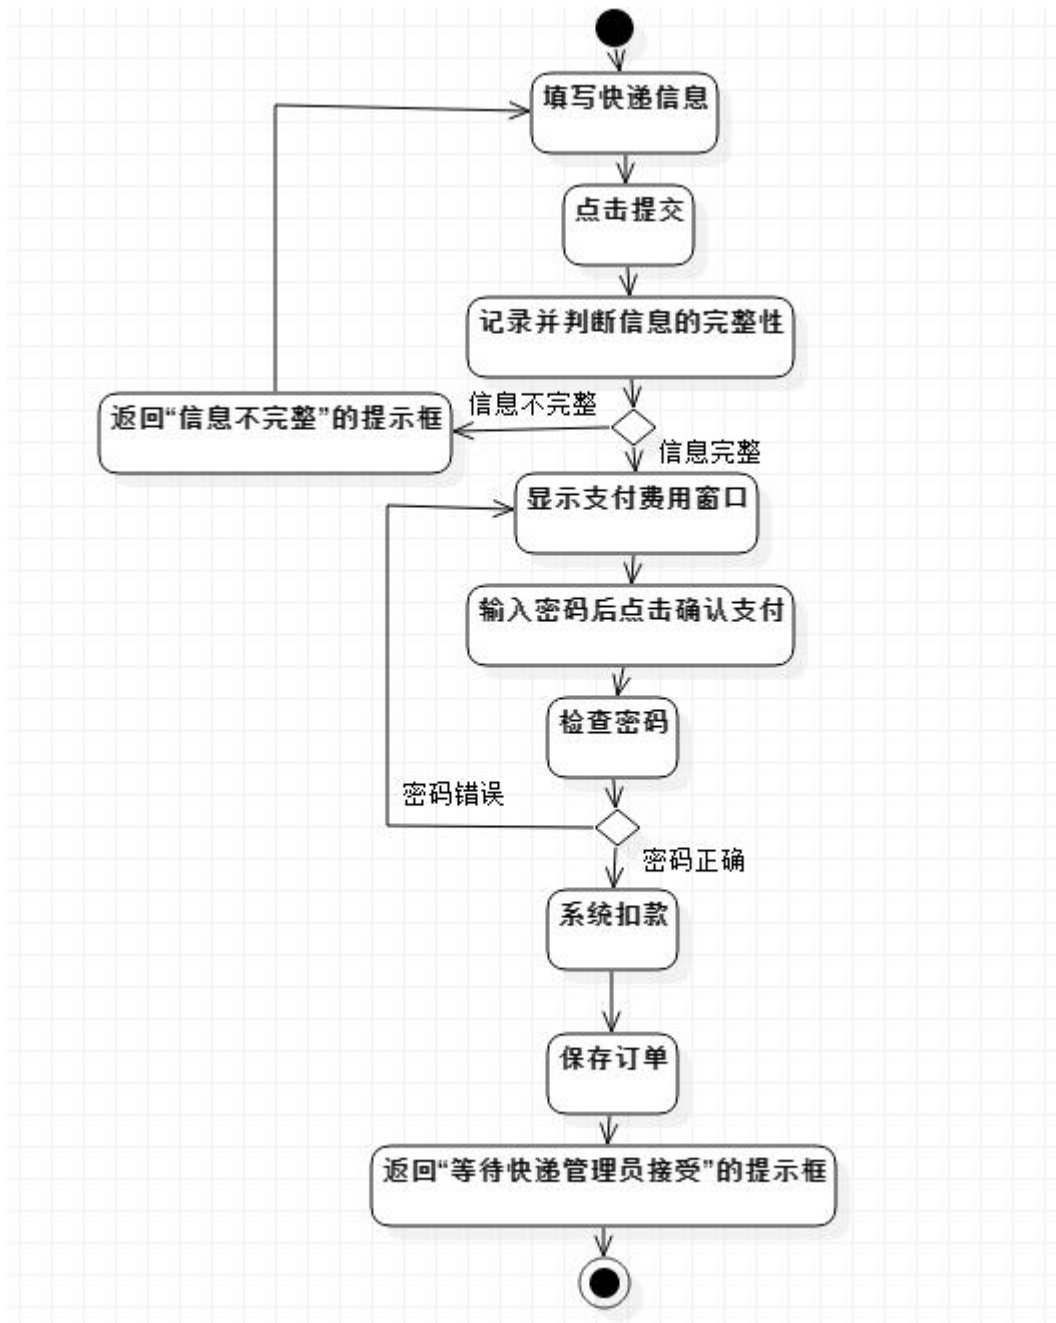 填写快递信息
点击提交
记录并判断信息的完整性
信息不完整
返回“信息不完整”的提示框
信息完整
显示支付费用窗口
输入密码后点击确认支付
检查密码
密码错误
密码正确
系统扣款
保存订单
返回“等待快递管理员接受”的提示框